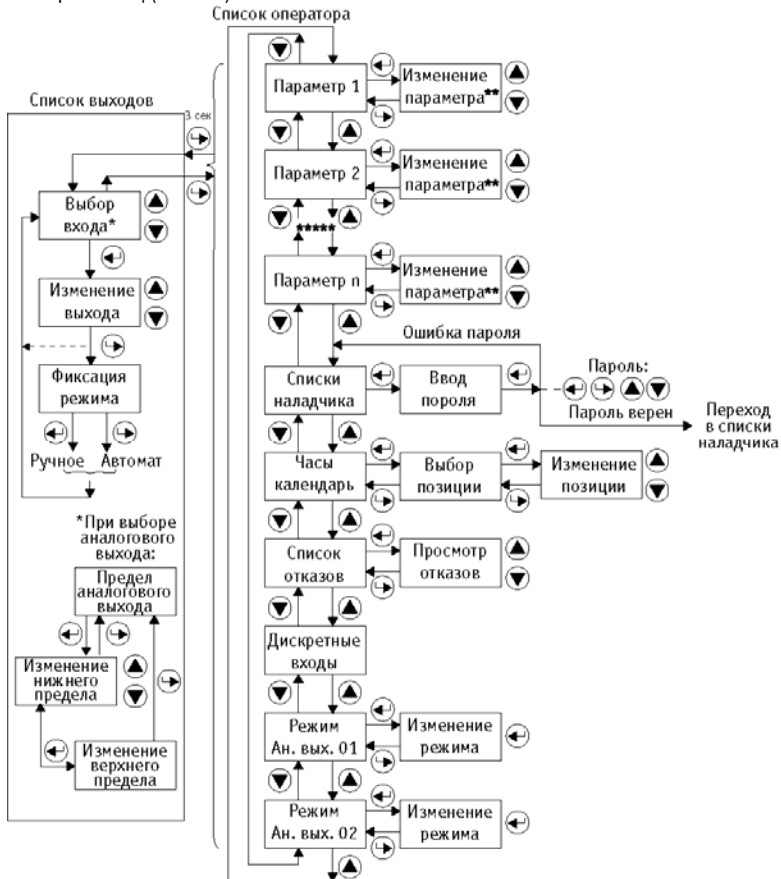 Список оператора
Параметр 1
Изменение
параметра**
Список выходов
3 сек
Параметр 2
Изменение
параметра**
Выбор
входа*
*****
Параметр n
Изменение
параметра**
Изменение
выхода
Ошибка пароля
Фиксация
режима
Списки
наладчика
Ввод
пороля
Пароль:
Пароль верен
Переход
в списки
наладчика
Ручное
Автомат
Часы
календарь
Выбор
позиции
Изменение
позиции
*При выборе
аналогового
выхода:
Список
отказов
Просмотр
отказов
Предел
аналогового
выхода
Дискретные
входы
Изменение
нижнего
предела
Режим
Ан. вых. 01
Изменение
режима
Изменение
верхнего
предела
Режим
Ан. вых. 02
Изменение
режима